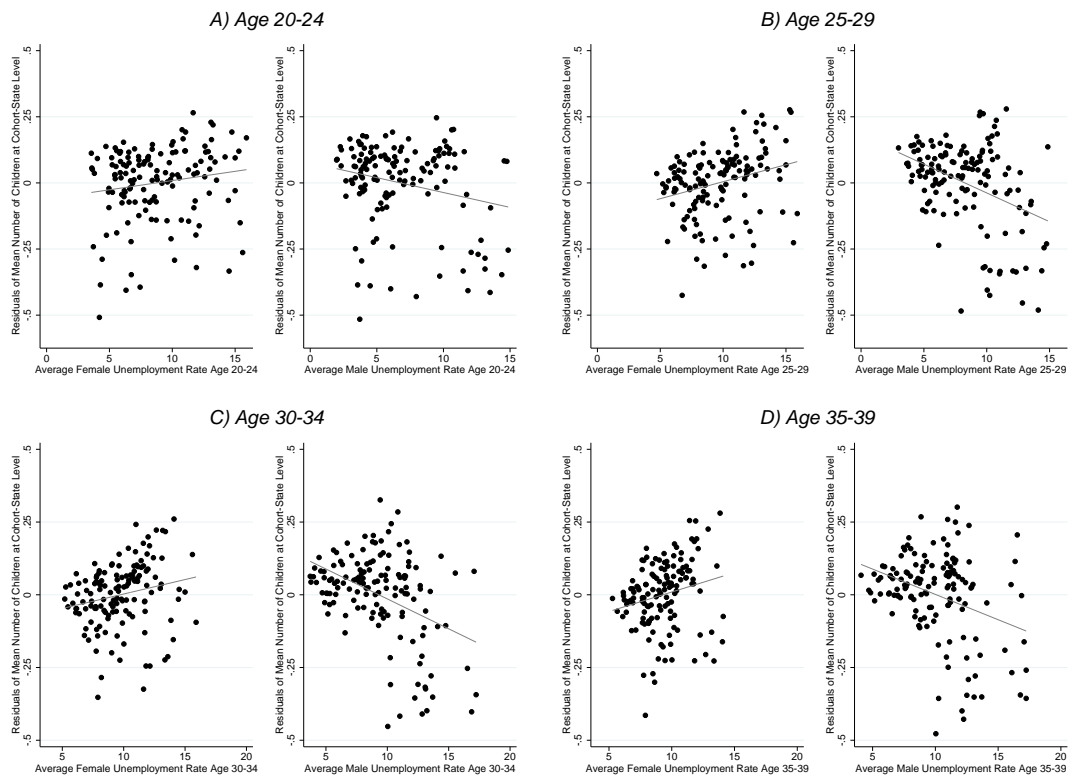 A) Age 20-24
Residuals of Mean Number of Children at Cohort-State Level
.5
.25
0
-.25
-.5
0 5 10 15
Average Female Unemployment Rate Age 20-24
Residuals of Mean Number of Children at Cohort-State Level
.5
.25
0
-.25
-.5
0 5 10 15
Average Male Unemployment Rate Age 20-24
B) Age 25-29
Residuals of Mean Number of Children at Cohort-State Level
.5
.25
0
-.25
-.5
0 5 10 15
Average Female Unemployment Rate Age 25-29
Residuals of Mean Number of Children at Cohort-State Level
.5
.25
0
-.25
-.5
0 5 10 15
Average Male Unemployment Rate Age 25-29
C) Age 30-34
Residuals of Mean Number of Children at Cohort-State Level
.5
.25
0
-.25
-.5
5 10 15 20
Average Female Unemployment Rate Age 30-34
Residuals of Mean Number of Children at Cohort-State Level
.5
.25
0
-.25
-.5
5 10 15 20
Average Male Unemployment Rate Age 30-34
D) Age 35-39
Residuals of Mean Number of Children at Cohort-State Level
.5
.25
0
-.25
-.5
5 10 15 20
Average Female Unemployment Rate Age 35-39
Residuals of Mean Number of Children at Cohort-State Level
.5
.25
0
-.25
-.5
5 10 15 20
Average Male Unemployment Rate Age 35-39